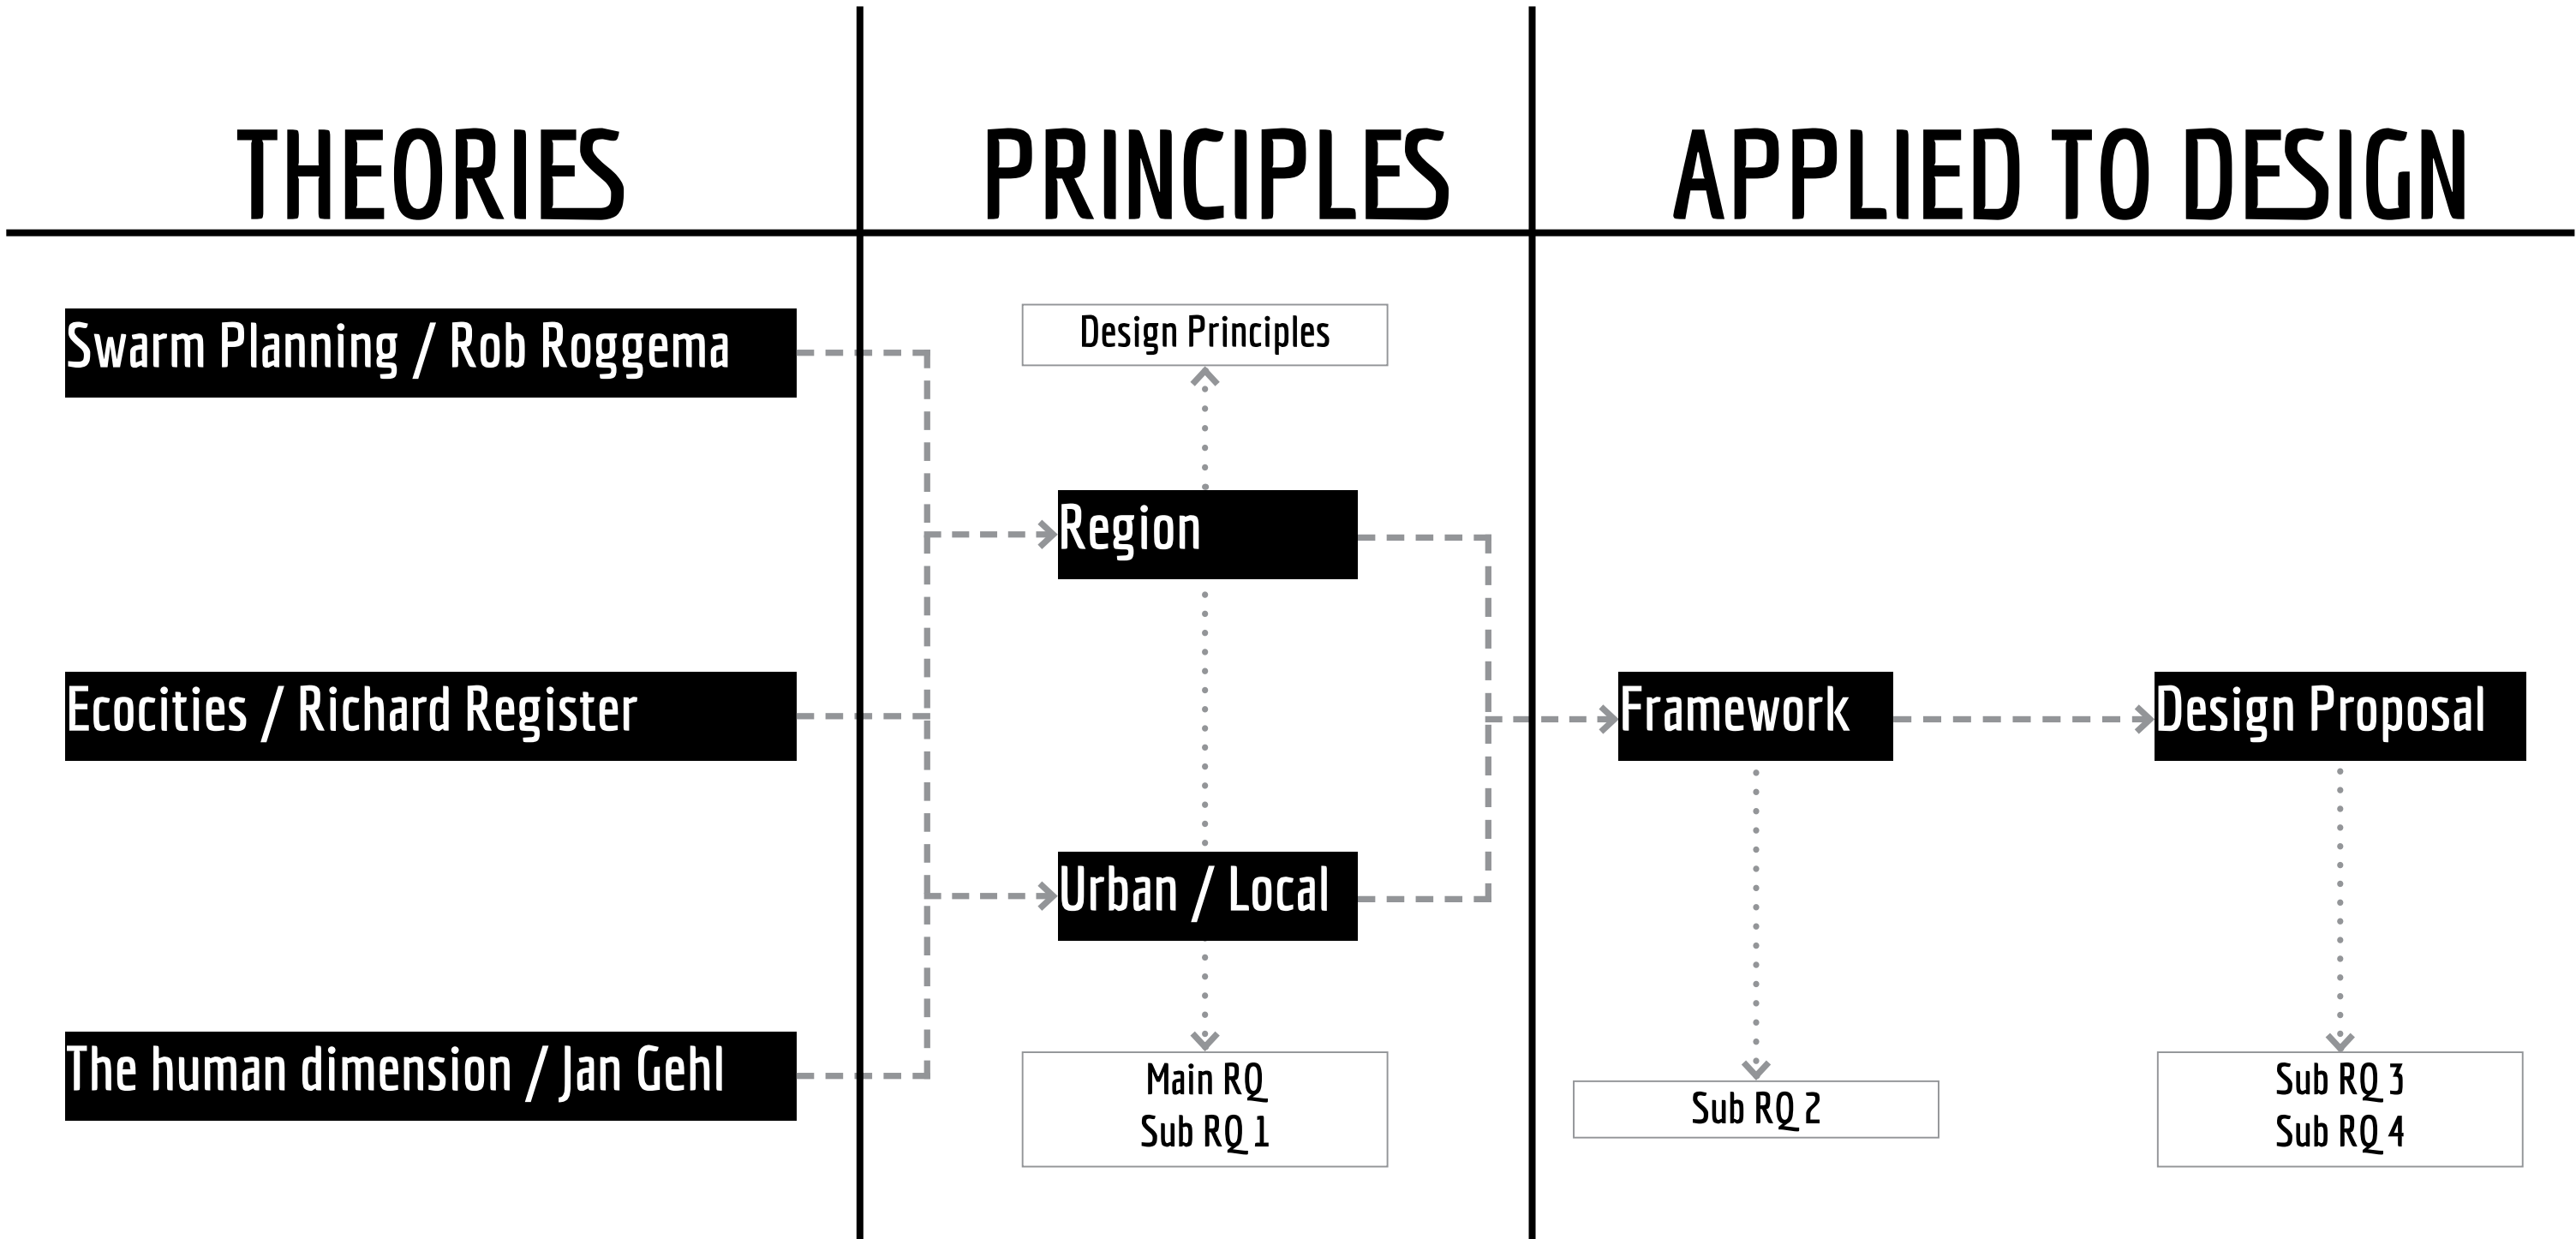 THEORIES
PRINCIPLES
APPLIED TO DESIGN
Swarm Planning / Rob Roggema
Ecocities / Richard Register
The human dimension / Jan Gehl
Design Principles
Region
Urban / Local
Main RQ
Sub RQ 1
Framework
Sub RQ 2
Design Proposal
Sub RQ 3
Sub RQ 4